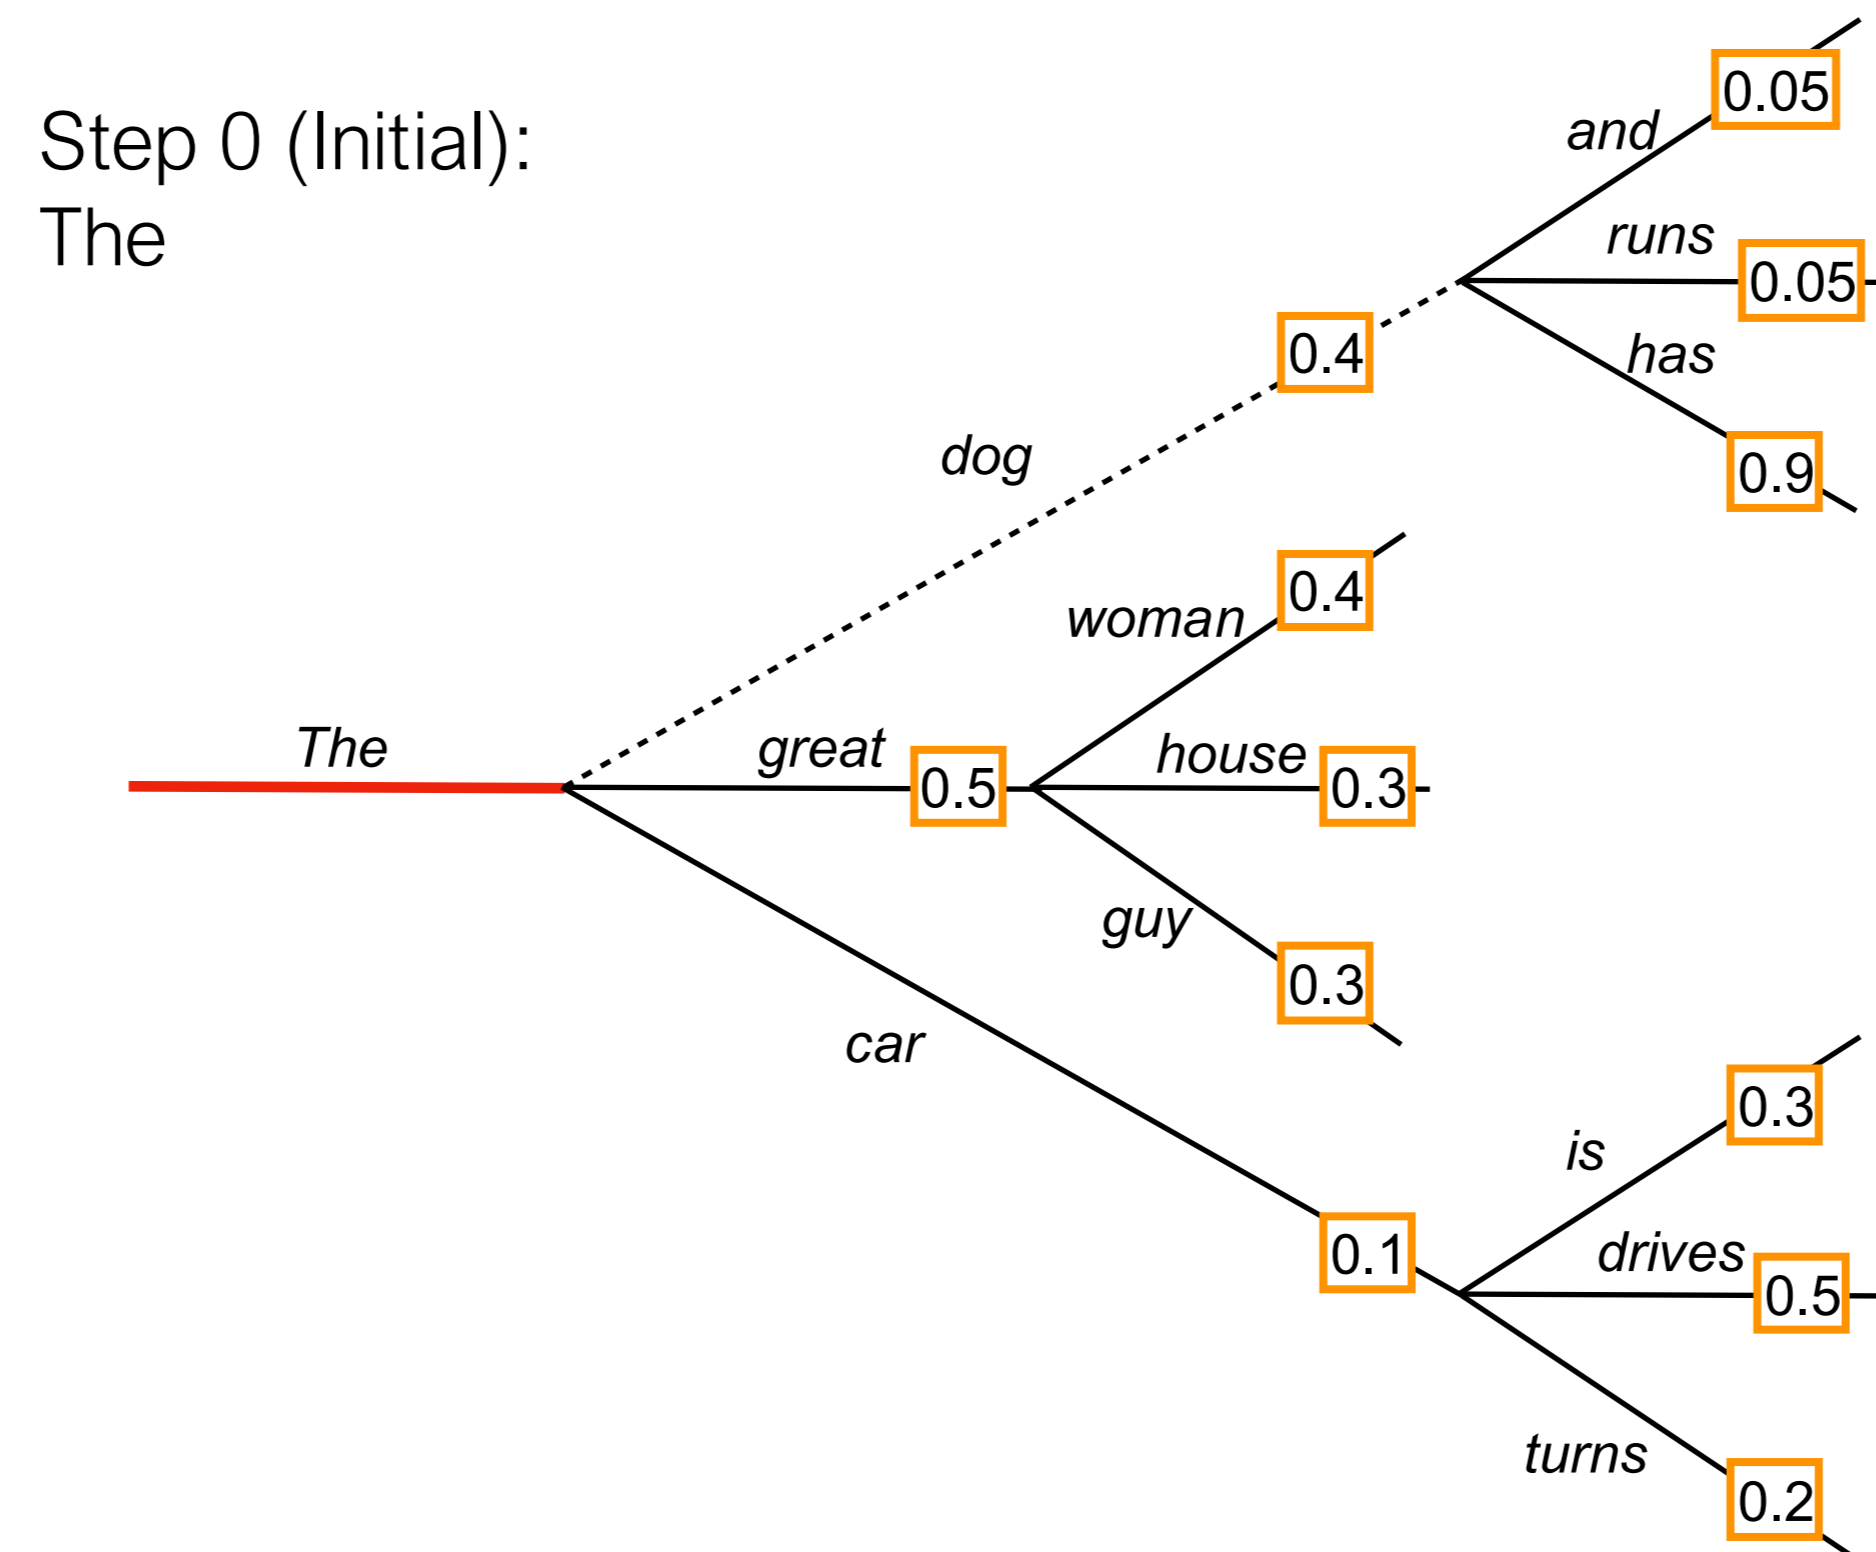 Step 0 (Initial):
The
and
0.05
runs
0.05
has
0.9
0.4
dog
woman
0.4
The
great
0.5
house
0.3
guy
0.3
car
0.1
is
0.3
drives
0.5
turns
0.2